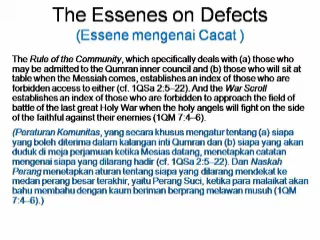 The Essenes on Defects
(Essene mengenai Cacat )
The Rule of the Community, which specifically deals with (a) those who
may be admitted to the Qumran inner council and (b) those who will sit at
table when the Messiah comes, establishes an index of those who are
forbidden access to either (cf. 1QSa 2:5–22). And the War Scroll
establishes an index of those who are forbidden to approach the field of
battle of the last great Holy War when the holy angels will fight on the side
of the faithful against their enemies (1QM 7:4–6).
(Peraturan Komunitas, yang secara khusus mengatur tentang (a) siapa
yang boleh diterima dalam kalangan inti Qumran dan (b) siapa yang akan
duduk di meja perjamuan ketika Mesias datang, menetapkan catatan
mengenai siapa yang dilarang hadir (cf. 1QSa 2:5–22). Dan Naskah
Perang menetapkan aturan tentang siapa yang dilarang mendekat ke
medan perang besar terakhir, yaitu Perang Suci, ketika para malaikat akan
bahu membahu dengan kaum beriman berprang melawan musuh (1QM
7:4–6).)